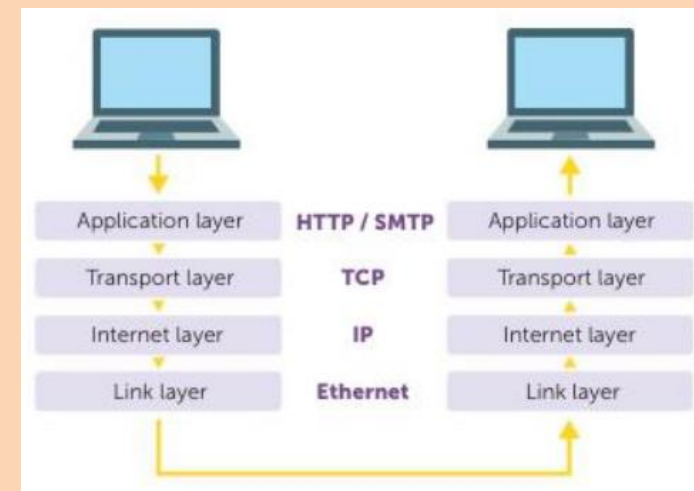 Application layer HTTP / SMTP Application layer
Transport layer TCP Transport layer
Internet layer IP Internet layer
Link layer Ethernet Link layer